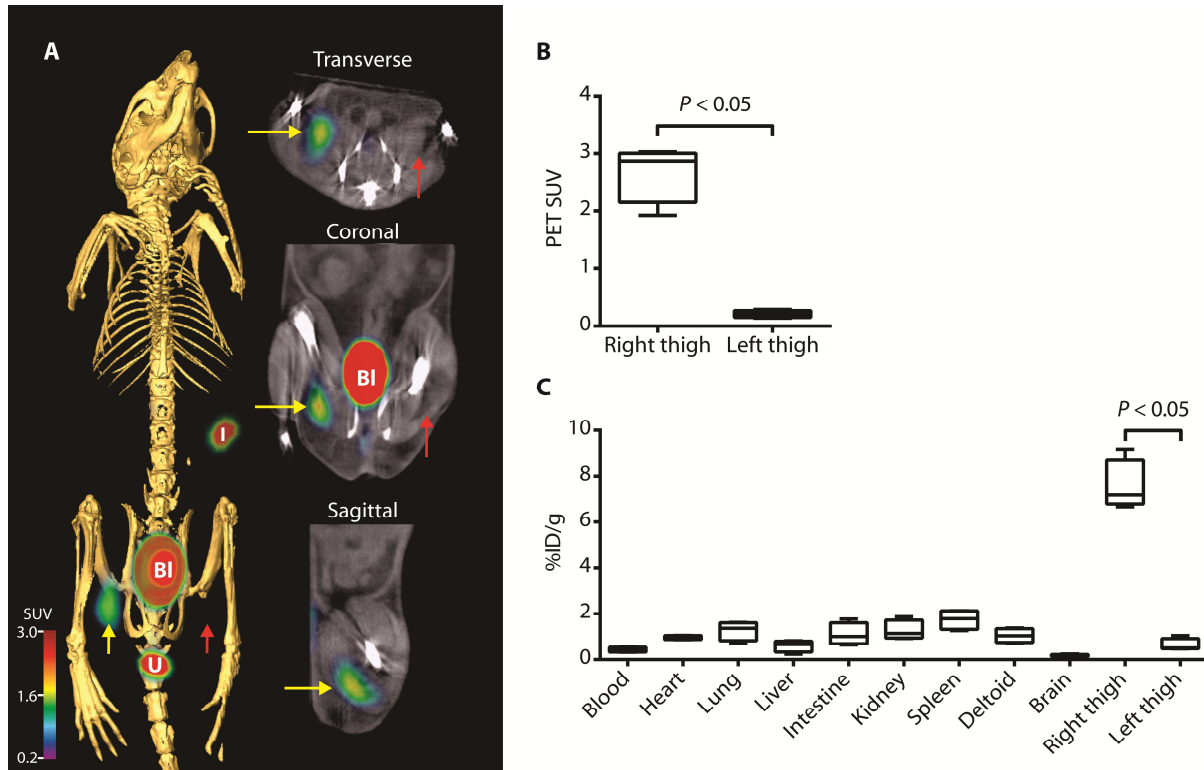 A
Transverse
Coronal
Bl
I
Sagittal
Bl
U
SUV
3.0
1.6
0.2
B
P < 0.05
4
3
2
1
0
PET SUV
Right thigh
Left thigh
C
P < 0.05
10
8
6
4
2
0
%ID/g
Blood
Heart
Lung
Liver
Intestine
Kidney
Spleen
Deltoid
Brain
Right thigh
Left thigh